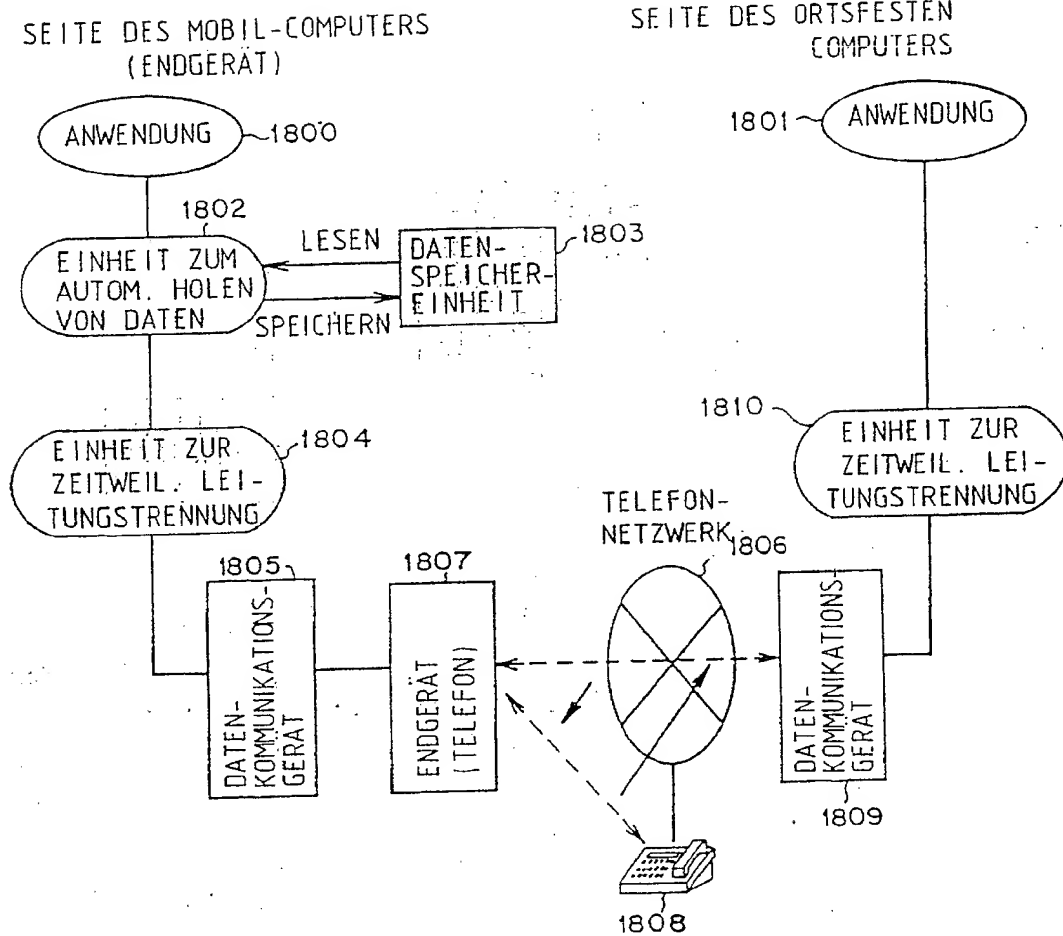 SEITE DES MOBIL-COMPUTERS
(ENDGERÄT)
SEITE DES ORTSFESTEN
COMPUTERS
ANWENDUNG
1800
1801
ANWENDUNG
1802
EINHEIT ZUM
AUTOM. HOLEN
VON DATEN
LESEN
SPEICHERN
DATEN-
SPEICHER-
EINHEIT
1803
1804
EINHEIT ZUR
ZEITWEIL. LEI-
TUNGSTRENNUNG
1810
EINHEIT ZUR
ZEITWEIL. LEI-
TUNGSTRENNUNG
TELEFON-
NETZWERK
1806
1805
DATEN-
KOMMUNIKATIONS-
GERÄT
1807
ENDGERÄT
(TELEFON)
DATEN-
KOMMUNIKATIONS-
GERÄT
1809
1808